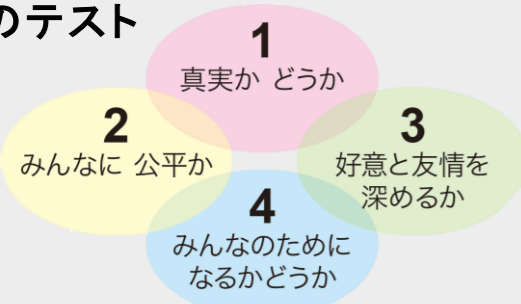 のテスト
1
真実か どうか
2
みんなに 公平か
3
好意と友情を
深めるか
4
みんなのために
なるかどうか